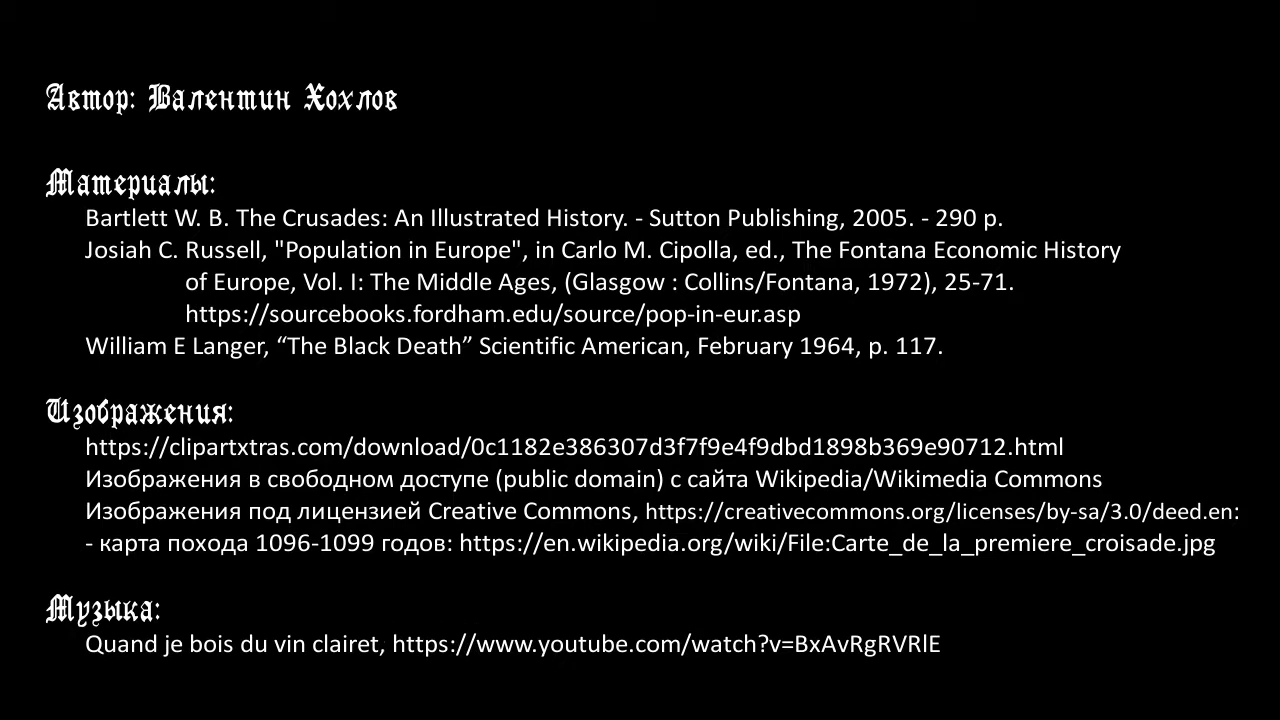 Автор: Валентин Хохлов
Материалы:
Bartlett W. B. The Crusades: An Illustrated History. - Sutton Publishing, 2005. - 290 p.
Josiah C. Russell, "Population in Europe", in Carlo M. Cipolla, ed., The Fontana Economic History
of Europe, Vol. I: The Middle Ages, (Glasgow : Collins/Fontana, 1972), 25-71.
https://sourcebooks.fordham.edu/source/pop-in-eur.asp
William E Langer, “The Black Death” Scientific American, February 1964, p. 117.
Изображения:
https://clipartxtras.com/download/0c1182e386307d3f7f9e4f9dbd1898b369e90712.html
Изображения в свободном доступе (public domain) с сайта Wikipedia/Wikimedia Commons
Изображения под лицензией Creative Commons, https://creativecommons.org/licenses/by-sa/3.0/deed.en:
- карта похода 1096-1099 годов: https://en.wikipedia.org/wiki/File:Carte_de_la_premiere_croisade.jpg
Музыка:
Quand je bois du vin clairet, https://www.youtube.com/watch?v=BxAvRgRVRlE